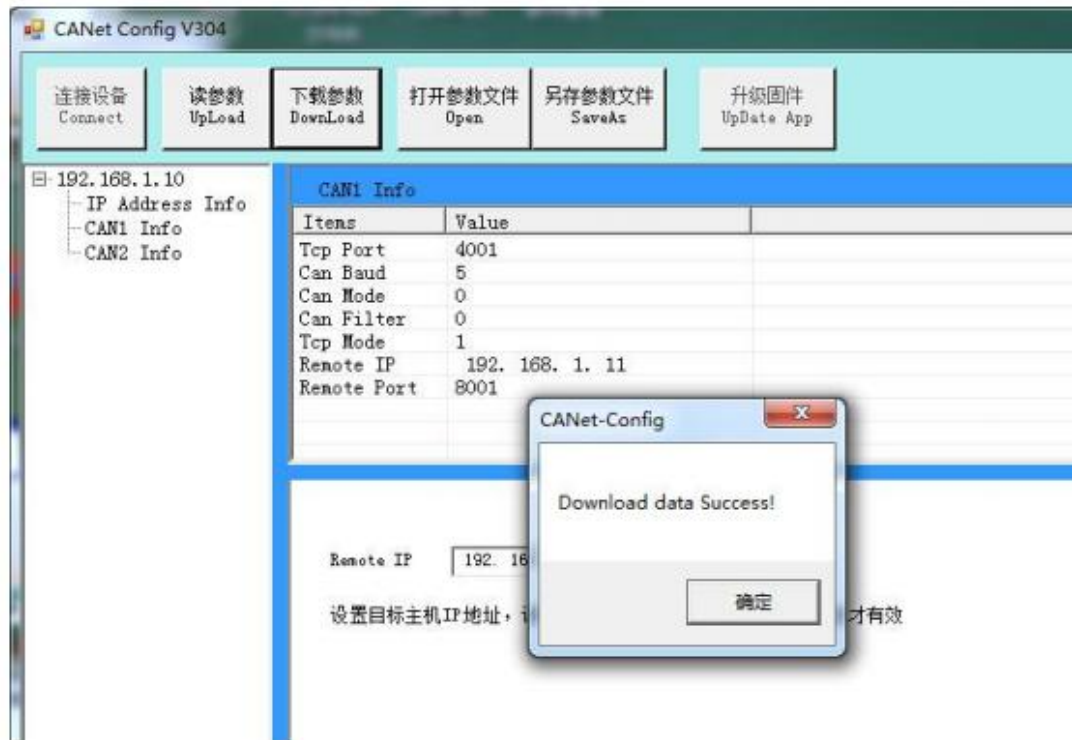 CANet Config V304
连接设备
Connect
读参数
UpLoad
下载参数
DownLoad
打开参数文件
Open
另存参数文件
SaveAs
升级固件
UpDate App
192.168.1.10
IP Address Info
CAN1 Info
CAN2 Info
CAN1 Info
Items Value
Tcp Port 4001
Can Baud 5
Can Mode 0
Can Filter 0
Tcp Mode 1
Remote IP 192. 168. 1. 11
Remote Port 8001
CANet-Config
Download data Success!
确定
Remote IP 192. 16
设置目标主机IP地址， 才有效